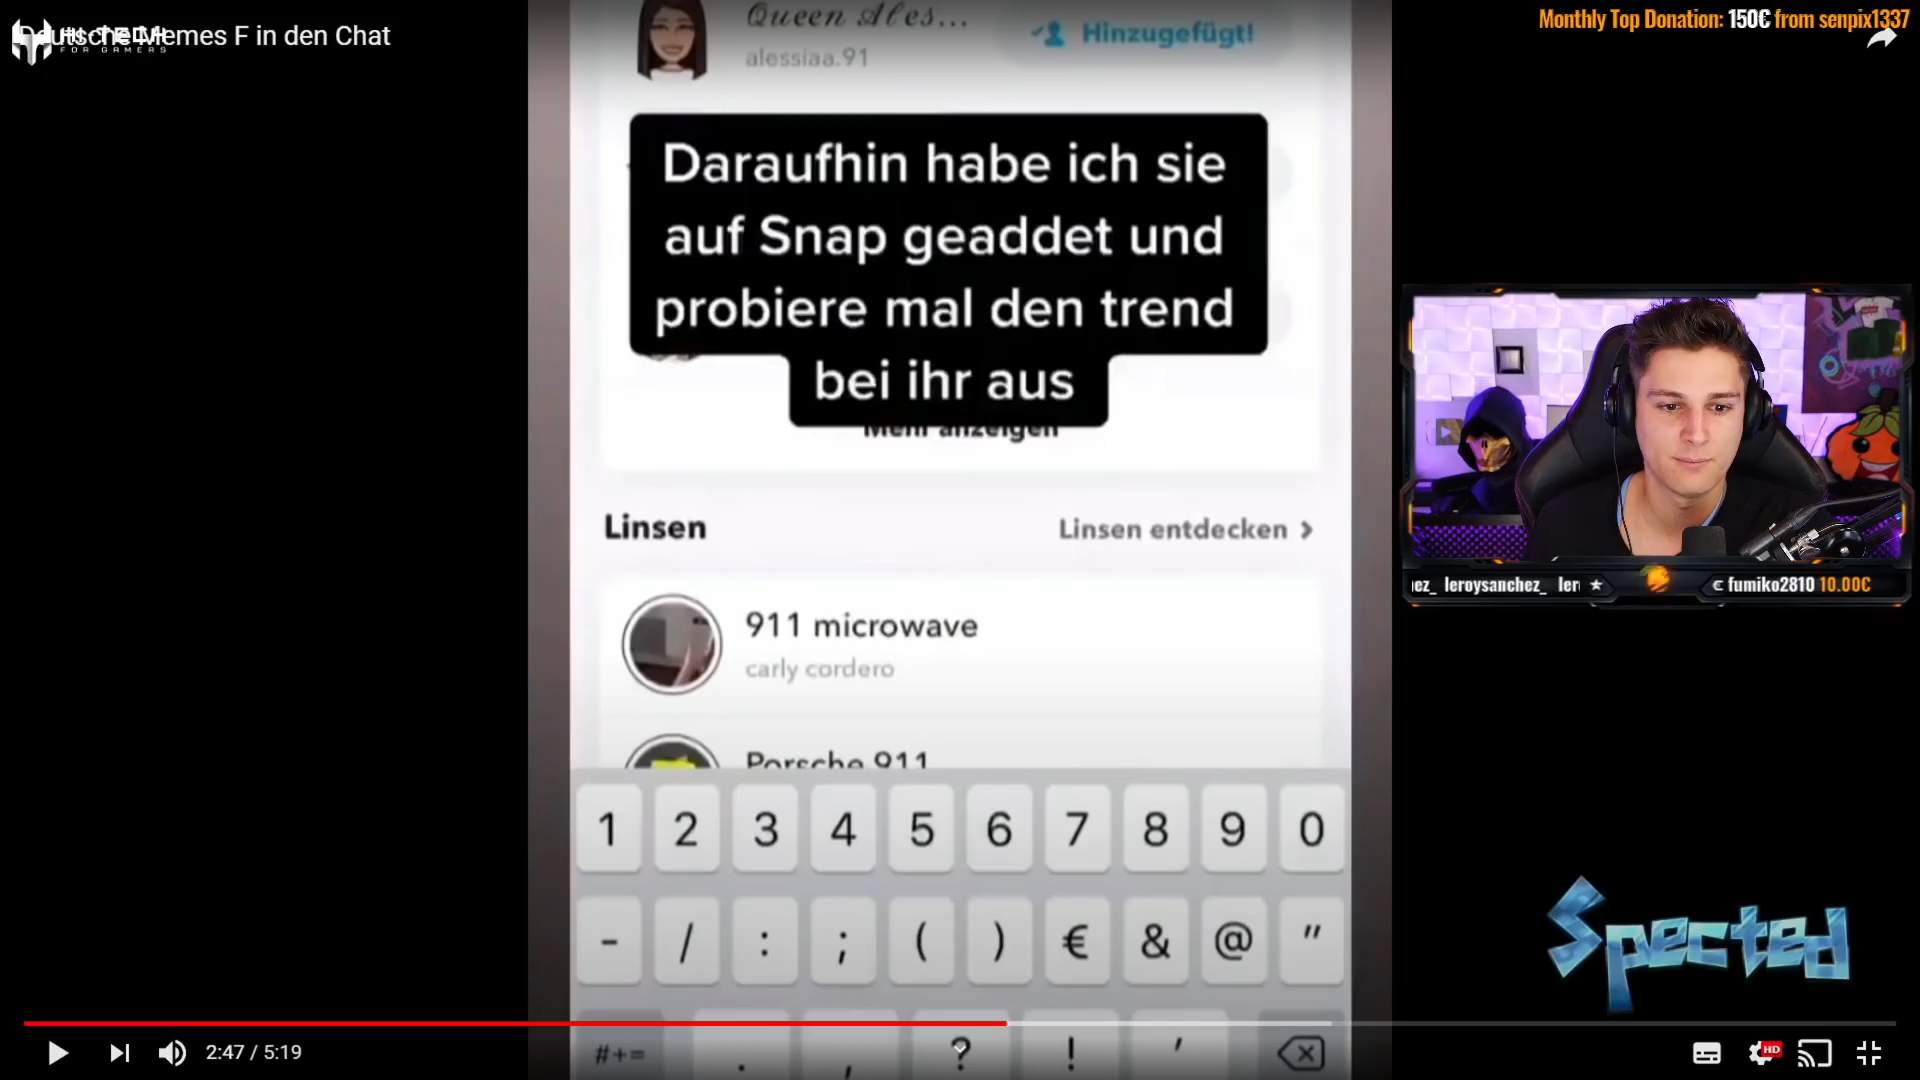 Deutsche Memes F in den Chat
FOR GAMERS
Monthly Top Donation: 150€ from senpix1337
Queen Ales...
alessiaa.91
Hinzugefügt!
Daraufhin habe ich sie
auf Snap geaddet und
probiere mal den trend
bei ihr aus
Mehr anzeigen
Linsen
Linsen entdecken >
911 microwave
carly cordero
Porsche 911
leroysanchez_
fumiko2810 10.00€
1 2 3 4 5 6 7 8 9 0
- / : ; ( ) € & @ "
#+= . , ? ! '
Spected
2:47 / 5:19
HD